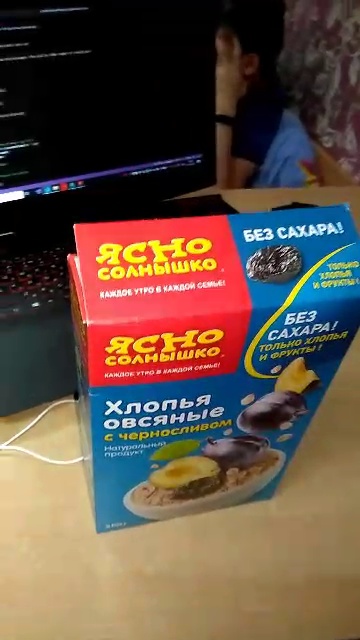 ЯСНО
СОЛНЫШКО
КАЖДОЕ УТРО В КАЖДОЙ СЕМЬЕ!
БЕЗ САХАРА!
ТОЛЬКО
ХЛОПЬЯ
И ФРУКТЫ!
ЯСНО
СОЛНЫШКО
КАЖДОЕ УТРО В КАЖДОЙ СЕМЬЕ!
БЕЗ
САХАРА!
ТОЛЬКО ХЛОПЬЯ
И ФРУКТЫ!
Хлопья
овсяные
с черносливом
Натуральный
продукт